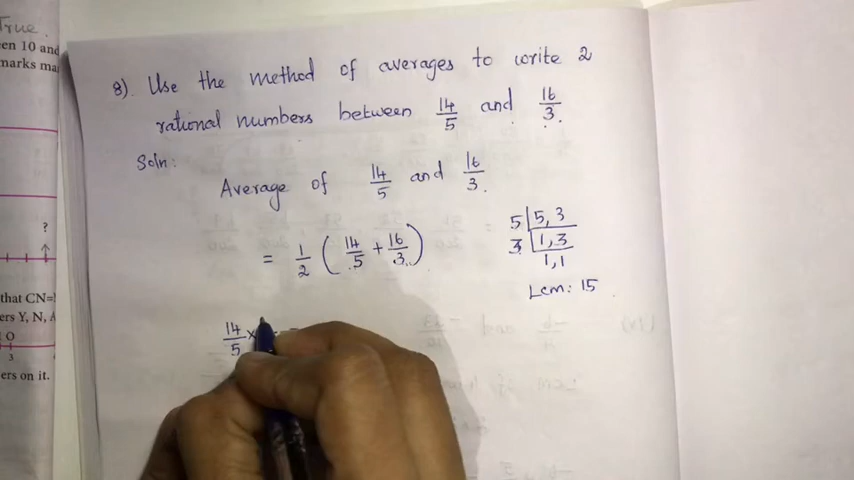 True.
en 10 and
marks ma
?
that CN=
ers Y, N, A
O
3
ers on it.
8). Use the method of averages to write 2
rational numbers between 14/5 and 16/3.
Soln:
Average of 14/5 and 16/3.
= 1/2 ( 14/5 + 16/3 )
5 | 5, 3
3 | 1, 3
1, 1
Lcm: 15
14/5 ×